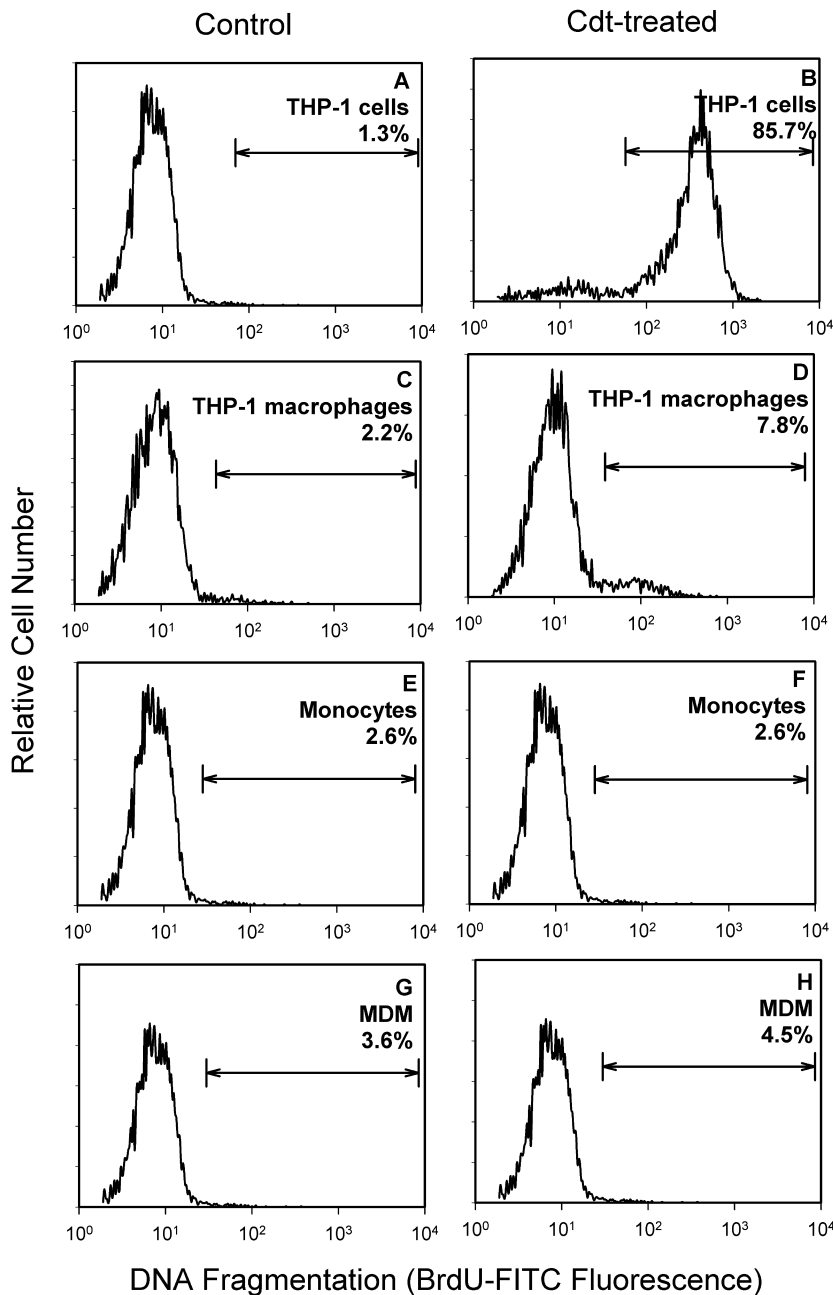 Control
Cdt-treated
A
THP-1 cells
1.3%
10⁰ 10¹ 10² 10³ 10⁴
B
THP-1 cells
85.7%
10⁰ 10¹ 10² 10³ 10⁴
C
THP-1 macrophages
2.2%
10⁰ 10¹ 10² 10³ 10⁴
D
THP-1 macrophages
7.8%
10⁰ 10¹ 10² 10³ 10⁴
Relative Cell Number
E
Monocytes
2.6%
10⁰ 10¹ 10² 10³ 10⁴
F
Monocytes
2.6%
10⁰ 10¹ 10² 10³ 10⁴
G
MDM
3.6%
10⁰ 10¹ 10² 10³ 10⁴
H
MDM
4.5%
10⁰ 10¹ 10² 10³ 10⁴
DNA Fragmentation (BrdU-FITC Fluorescence)